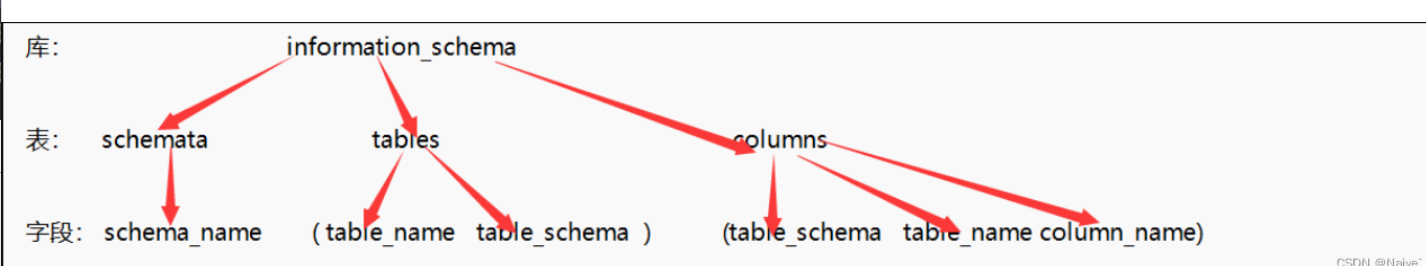 库： information_schema
表： schemata tables columns
字段： schema_name ( table_name table_schema ) (table_schema table_name column_name)
CSDN @Naive`